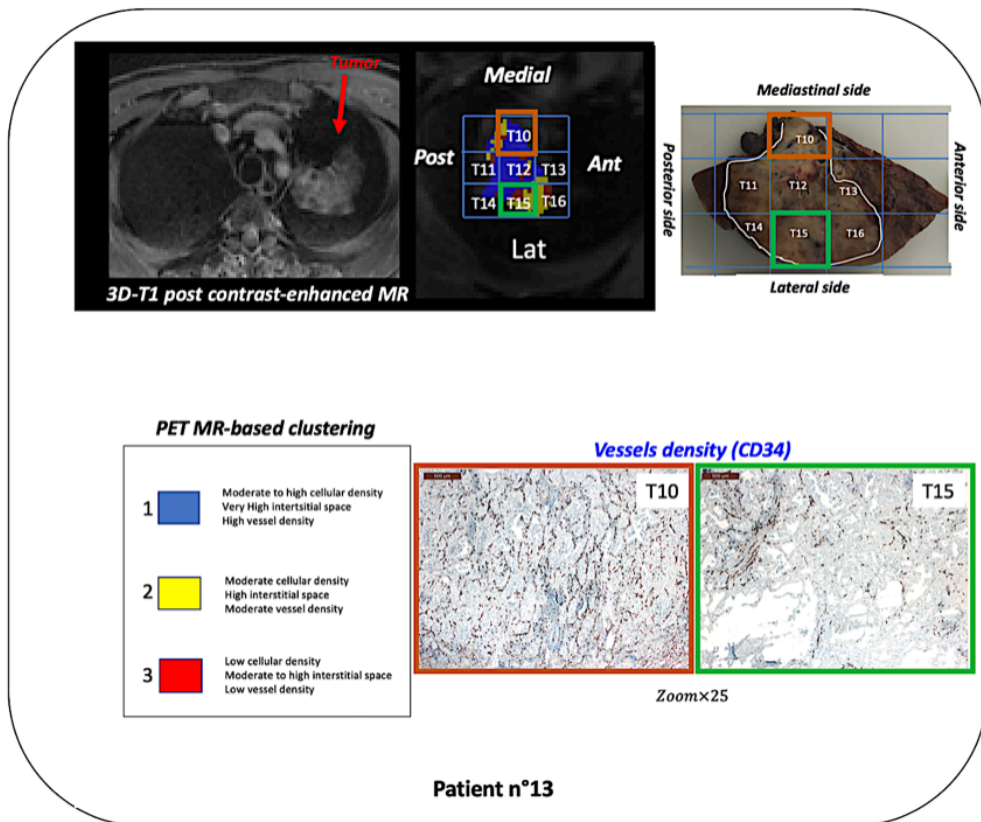 Tumor
Medial
Post
Ant
T10
T11
T12
T13
T14
T15
T16
Lat
3D-T1 post contrast-enhanced MR
Mediastinal side
Posterior side
Anterior side
T10
T11
T12
T13
T14
T15
T16
Lateral side
PET MR-based clustering
1
Moderate to high cellular density
Very High intertsitial space
High vessel density
2
Moderate cellular density
High interstitial space
Moderate vessel density
3
Low cellular density
Moderate to high interstitial space
Low vessel density
Vessels density (CD34)
T10
T15
Zoom×25
Patient n°13